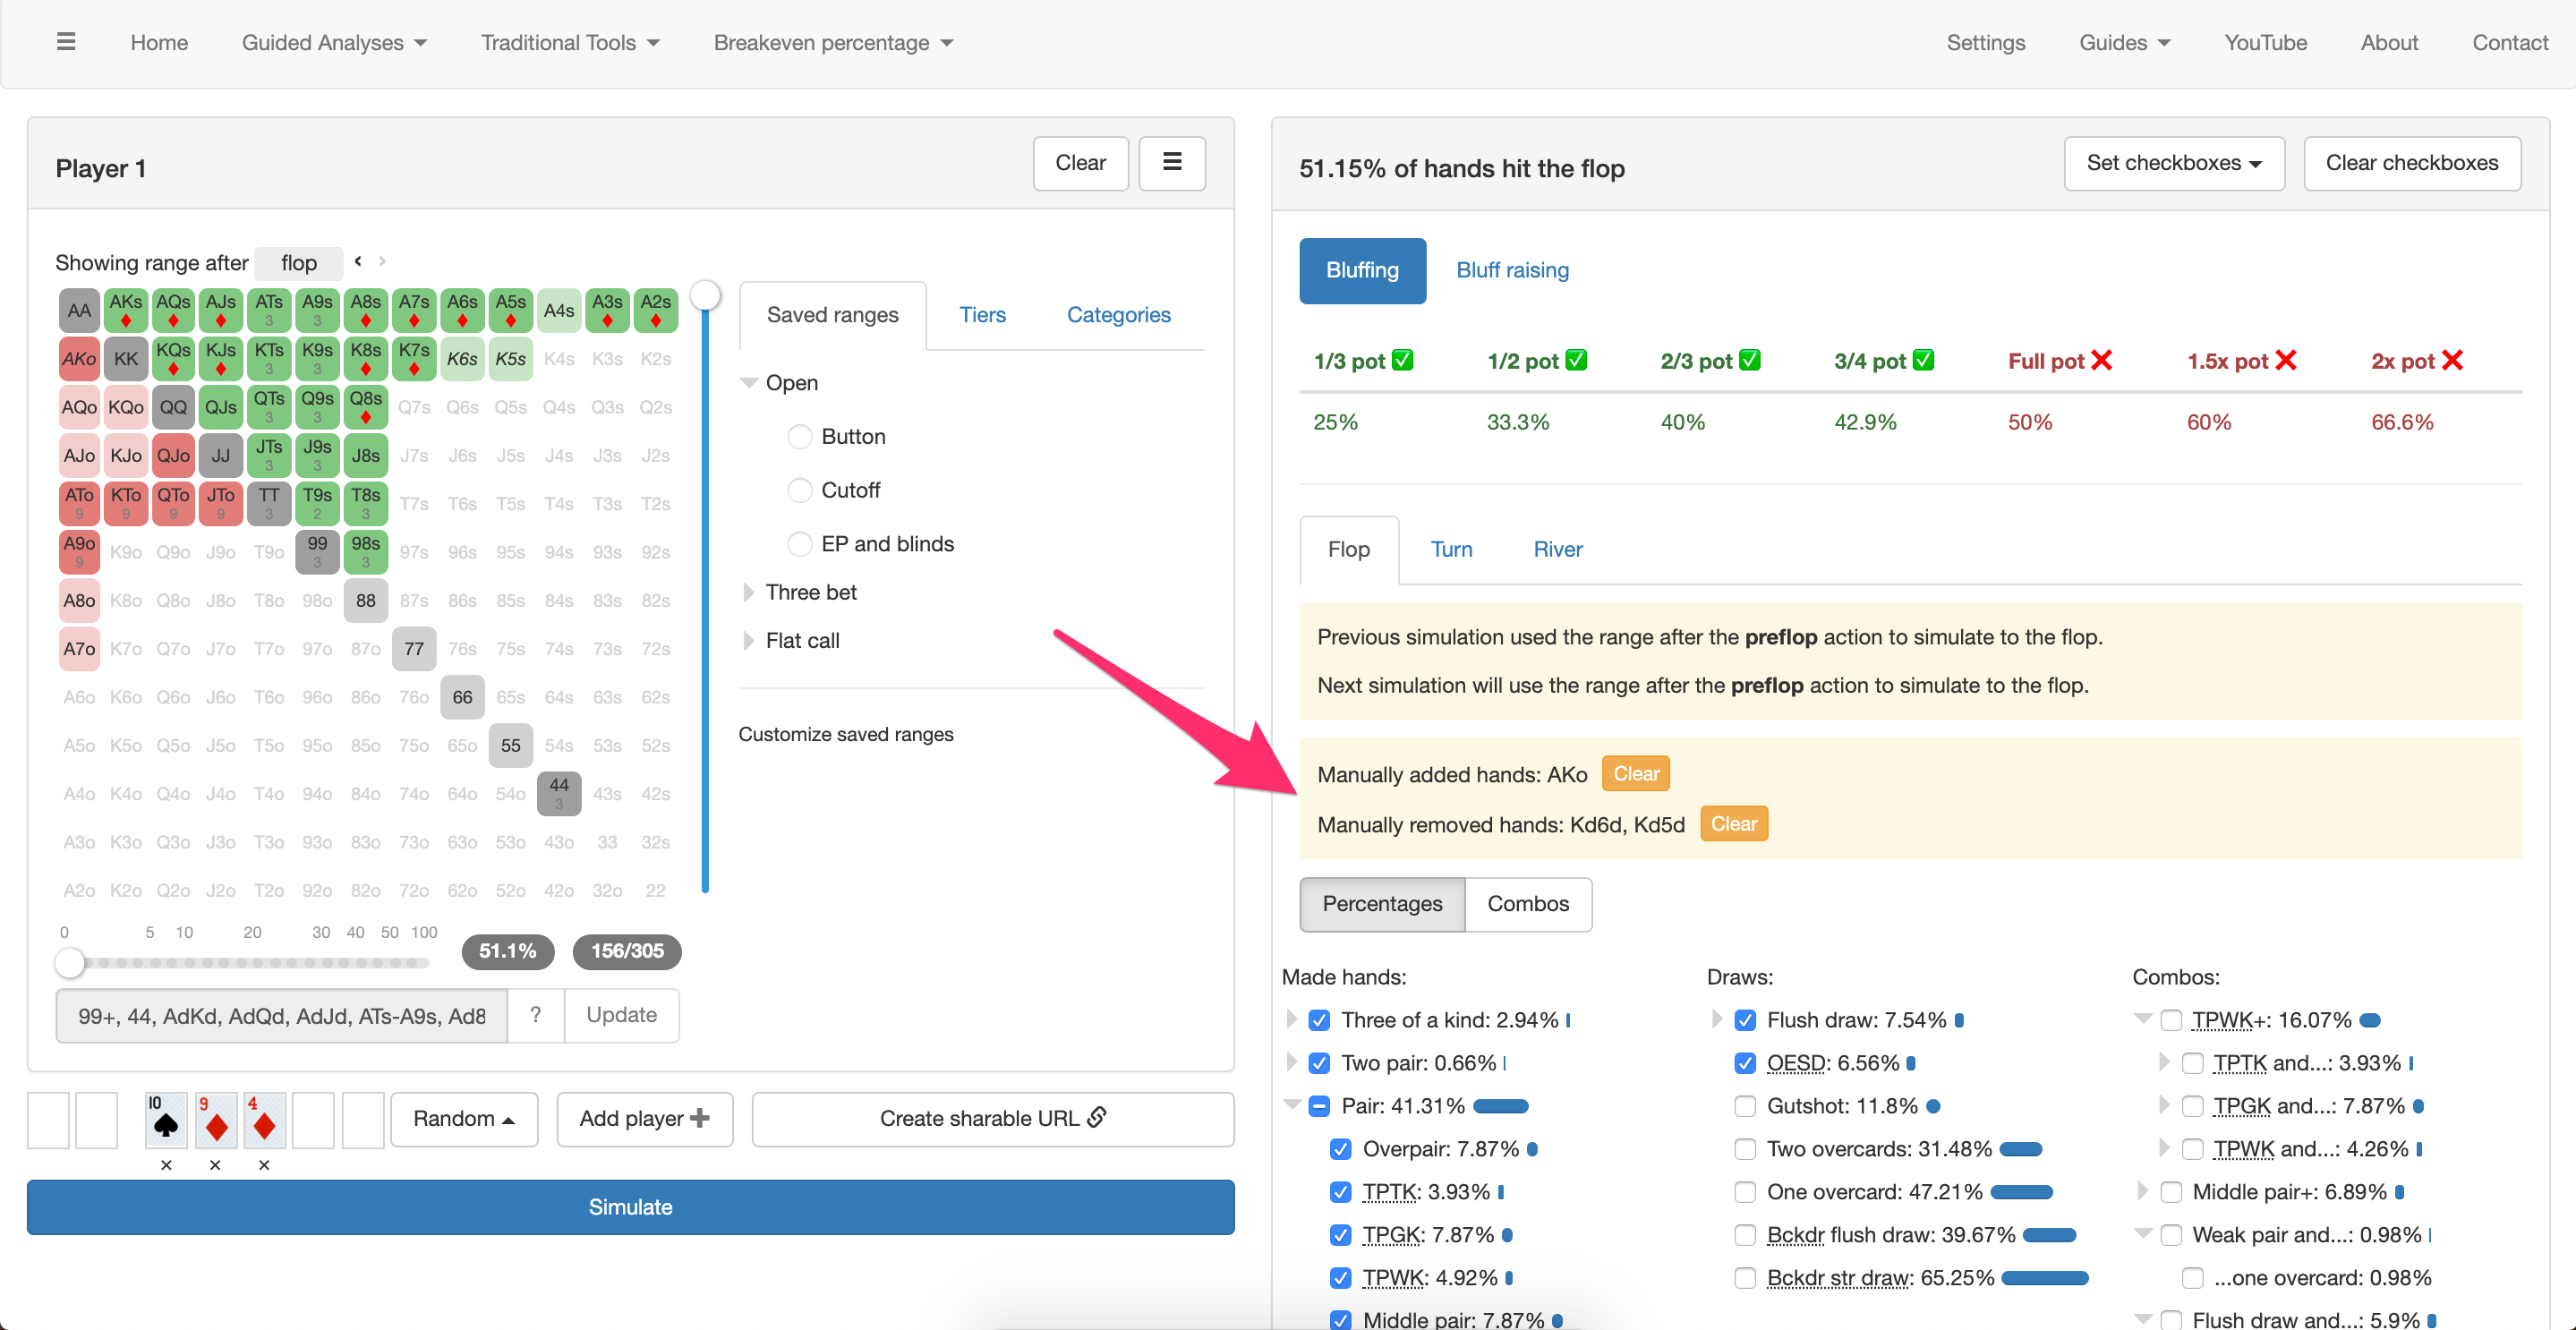 ☰ Home Guided Analyses Traditional Tools Breakeven percentage Settings Guides YouTube About Contact
Player 1 Clear ☰
Showing range after flop ‹ ›
AA AKs♦ AQs♦ AJs♦ ATs 3 A9s 3 A8s♦ A7s♦ A6s♦ A5s♦ A4s A3s♦ A2s♦
AKo KK KQs♦ KJs♦ KTs 3 K9s 3 K8s♦ K7s♦ K6s K5s K4s K3s K2s
AQo KQo QQ QJs QTs 3 Q9s 3 Q8s♦ Q7s Q6s Q5s Q4s Q3s Q2s
AJo KJo QJo JJ JTs 3 J9s 3 J8s J7s J6s J5s J4s J3s J2s
ATo 9 KTo 9 QTo 9 JTo 9 TT 3 T9s 2 T8s 3 T7s T6s T5s T4s T3s T2s
A9o 9 K9o Q9o J9o T9o 99 3 98s 3 97s 96s 95s 94s 93s 92s
A8o K8o Q8o J8o T8o 98o 88 87s 86s 85s 84s 83s 82s
A7o K7o Q7o J7o T7o 97o 87o 77 76s 75s 74s 73s 72s
A6o K6o Q6o J6o T6o 96o 86o 76o 66 65s 64s 63s 62s
A5o K5o Q5o J5o T5o 95o 85o 75o 65o 55 54s 53s 52s
A4o K4o Q4o J4o T4o 94o 84o 74o 64o 54o 44 3 43s 42s
A3o K3o Q3o J3o T3o 93o 83o 73o 63o 53o 43o 33 32s
A2o K2o Q2o J2o T2o 92o 82o 72o 62o 52o 42o 32o 22
0 5 10 20 30 40 50 100
51.1% 156/305
99+, 44, AdKd, AdQd, AdJd, ATs-A9s, Ad8 ? Update
Saved ranges Tiers Categories
Open
Button
Cutoff
EP and blinds
Three bet
Flat call
Customize saved ranges
10♠ 9♦ 4♦ Random Add player Create sharable URL
× × ×
Simulate
51.15% of hands hit the flop Set checkboxes Clear checkboxes
Bluffing Bluff raising
1/3 pot ✅ 1/2 pot ✅ 2/3 pot ✅ 3/4 pot ✅ Full pot ❌ 1.5x pot ❌ 2x pot ❌
25% 33.3% 40% 42.9% 50% 60% 66.6%
Flop Turn River
Previous simulation used the range after the preflop action to simulate to the flop.
Next simulation will use the range after the preflop action to simulate to the flop.
Manually added hands: AKo Clear
Manually removed hands: Kd6d, Kd5d Clear
Percentages Combos
Made hands:
Three of a kind: 2.94%
Two pair: 0.66%
Pair: 41.31%
Overpair: 7.87%
TPTK: 3.93%
TPGK: 7.87%
TPWK: 4.92%
Middle pair: 7.87%
Draws:
Flush draw: 7.54%
OESD: 6.56%
Gutshot: 11.8%
Two overcards: 31.48%
One overcard: 47.21%
Bckdr flush draw: 39.67%
Bckdr str draw: 65.25%
Combos:
TPWK+: 16.07%
TPTK and...: 3.93%
TPGK and...: 7.87%
TPWK and...: 4.26%
Middle pair+: 6.89%
Weak pair and...: 0.98%
...one overcard: 0.98%
Flush draw and...: 5.9%